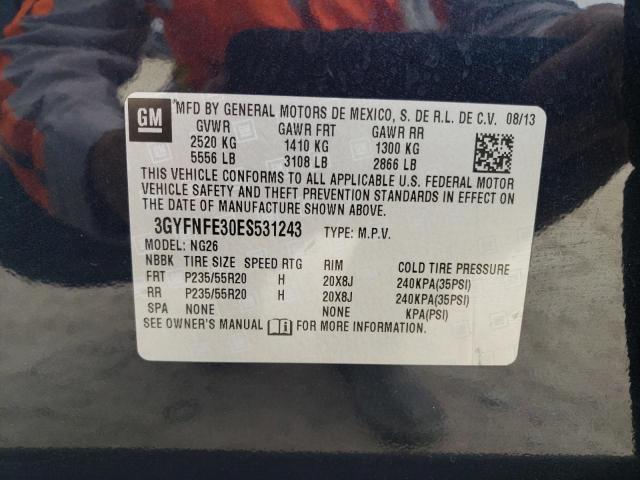 GM
MFD BY GENERAL MOTORS DE MEXICO, S. DE R.L. DE C.V. 08/13
GVWR GAWR FRT GAWR RR
2520 KG 1410 KG 1300 KG
5556 LB 3108 LB 2866 LB
THIS VEHICLE CONFORMS TO ALL APPLICABLE U.S. FEDERAL MOTOR
VEHICLE SAFETY AND THEFT PREVENTION STANDARDS IN EFFECT ON
THE DATE OF MANUFACTURE SHOWN ABOVE.
3GYFNFE30ES531243 TYPE: M.P.V.
MODEL: NG26
NBBK TIRE SIZE SPEED RTG RIM COLD TIRE PRESSURE
FRT P235/55R20 H 20X8J 240KPA(35PSI)
RR P235/55R20 H 20X8J 240KPA(35PSI)
SPA NONE NONE KPA(PSI)
SEE OWNER'S MANUAL FOR MORE INFORMATION.